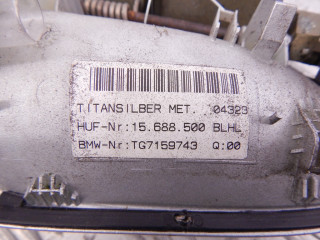 TITANSILBER MET. 04323
HUF-Nr:15.688.500 BLHL
BMW-Nr:TG7159743 Q:00